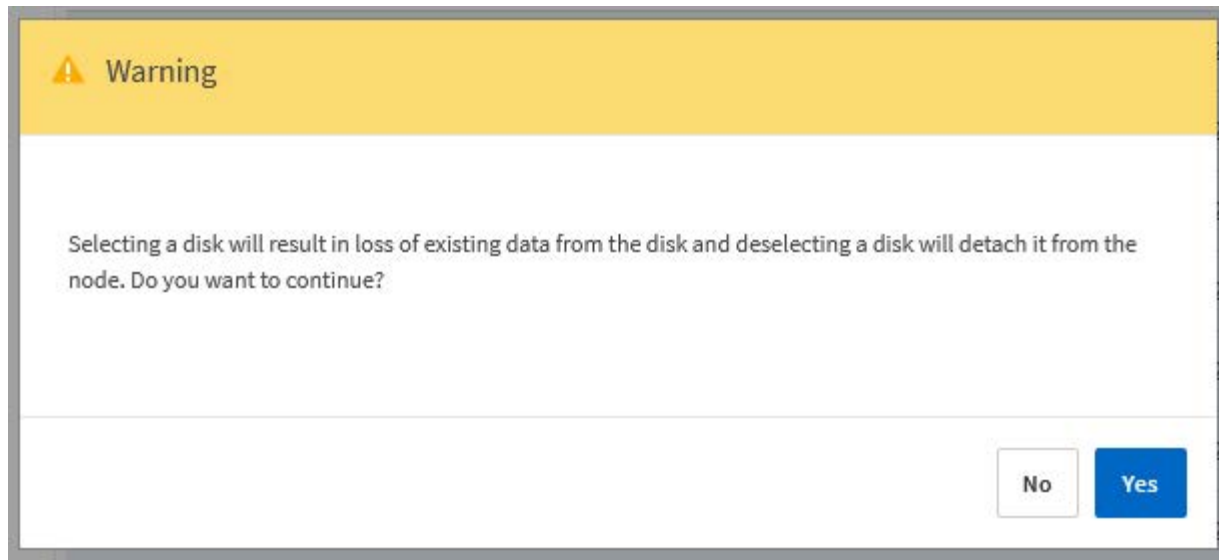 Warning
Selecting a disk will result in loss of existing data from the disk and deselecting a disk will detach it from the
node. Do you want to continue?
No
Yes